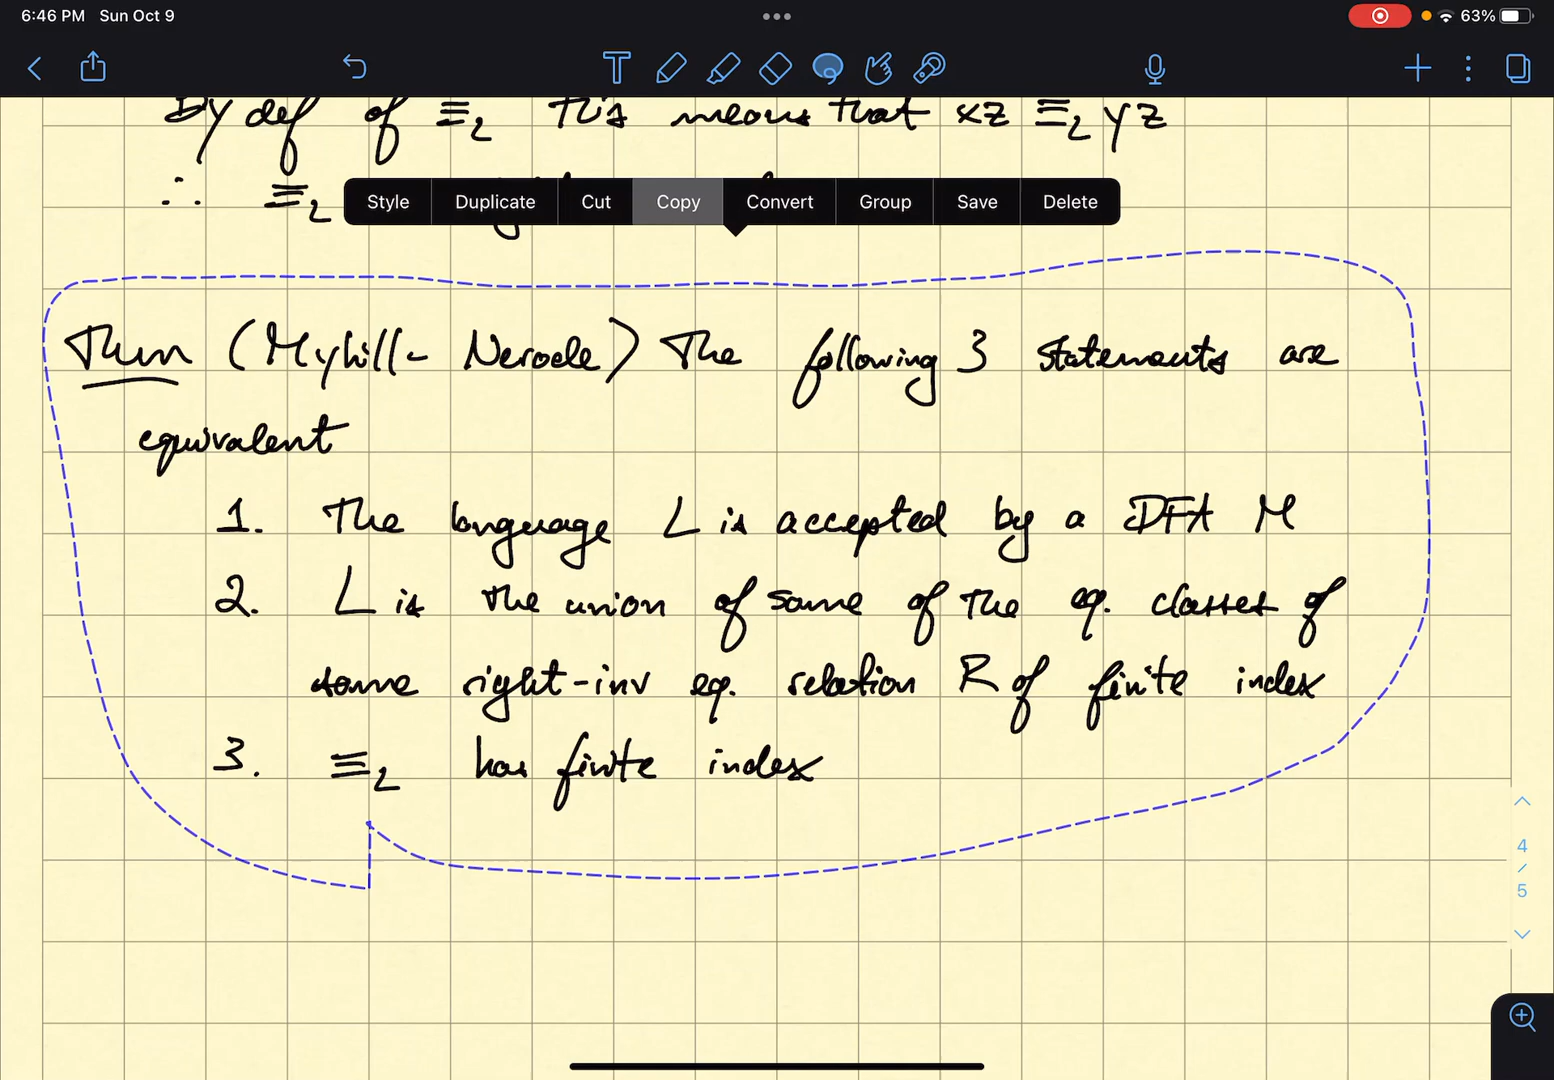 6:46 PM Sun Oct 9
63%
By def of ≡L this means that xz ≡L yz
∴ ≡L
Style Duplicate Cut Copy Convert Group Save Delete
Thm (Myhill- Nerode) The following 3 statements are
equivalent
1. The language L is accepted by a DFA M
2. L is the union of some of the eq. classes of
some right-inv eq. relation R of finite index
3. ≡L has finite index
4
/
5